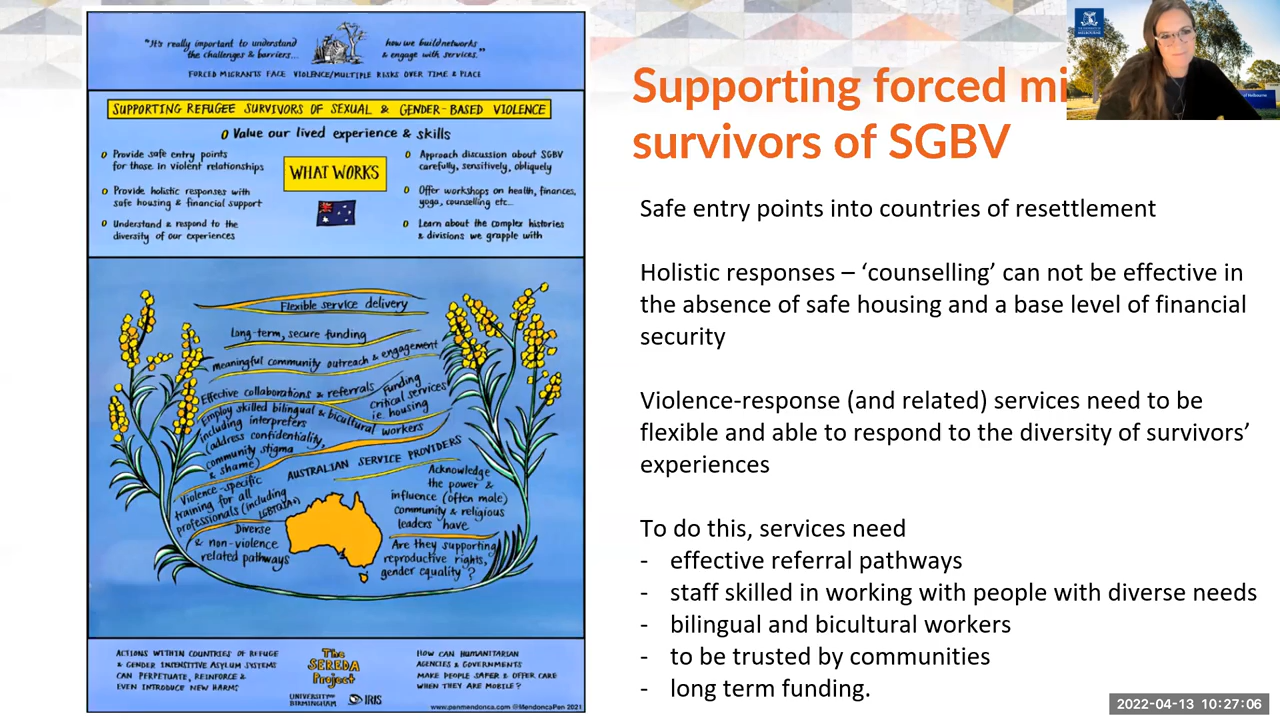 "It's really important to understand
the challenges & barriers...
how we build networks
& engage with services."
FORCED MIGRANTS FACE VIOLENCE/MULTIPLE RISKS OVER TIME & PLACE
SUPPORTING REFUGEE SURVIVORS OF SEXUAL & GENDER-BASED VIOLENCE
Value our lived experience & skills
Provide safe entry points
for those in violent relationships
Provide holistic responses with
safe housing & financial support
Understand & respond to the
diversity of our experiences
WHAT WORKS
Approach discussion about SGBV
carefully, sensitively, obliquely
Offer workshops on health, finances,
yoga, counselling etc...
Learn about the complex histories
& divisions we grapple with
Flexible service delivery
Long-term, secure funding
meaningful community outreach & engagement
Effective collaborations & referrals
Funding
critical services
ie. housing
Employ skilled bilingual & bicultural workers
including interpreters
(address confidentiality,
community stigma
& shame)
AUSTRALIAN SERVICE PROVIDERS
Violence-specific
training for all
professionals (including
LGBTQIA+)
Diverse
& non-violence
related pathways
Acknowledge
the power &
influence (often male)
community & religious
leaders have
Are they supporting
reproductive rights,
gender equality?
ACTIONS WITHIN COUNTRIES OF REFUGE
& GENDER INSENSITIVE ASYLUM SYSTEMS
CAN PERPETUATE, REINFORCE &
EVEN INTRODUCE NEW HARMS
The
SEREDA
Project
UNIVERSITY OF
BIRMINGHAM
IRIS
HOW CAN HUMANITARIAN
AGENCIES & GOVERNMENTS
MAKE PEOPLE SAFER & OFFER CARE
WHEN THEY ARE MOBILE?
www.penmendonca.com @MendoncaPen 2021
Supporting forced mi
survivors of SGBV
Safe entry points into countries of resettlement
Holistic responses – ‘counselling’ can not be effective in
the absence of safe housing and a base level of financial
security
Violence-response (and related) services need to be
flexible and able to respond to the diversity of survivors’
experiences
To do this, services need
- effective referral pathways
- staff skilled in working with people with diverse needs
- bilingual and bicultural workers
- to be trusted by communities
- long term funding.
MELBOURNE
of Melbourne
2022-04-13 10:27:06